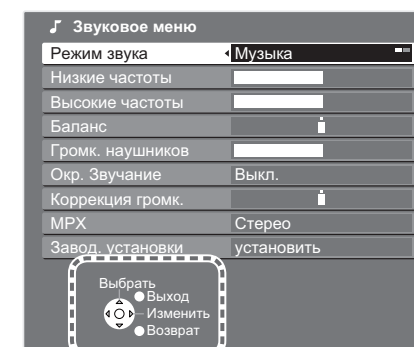 Звуковое меню
Режим звука Музыка
Низкие частоты
Высокие частоты
Баланс
Громк. наушников
Окр. Звучание Выкл.
Коррекция громк.
MPX Стерео
Завод. установки установить
Выбрать
Выход
Изменить
Возврат